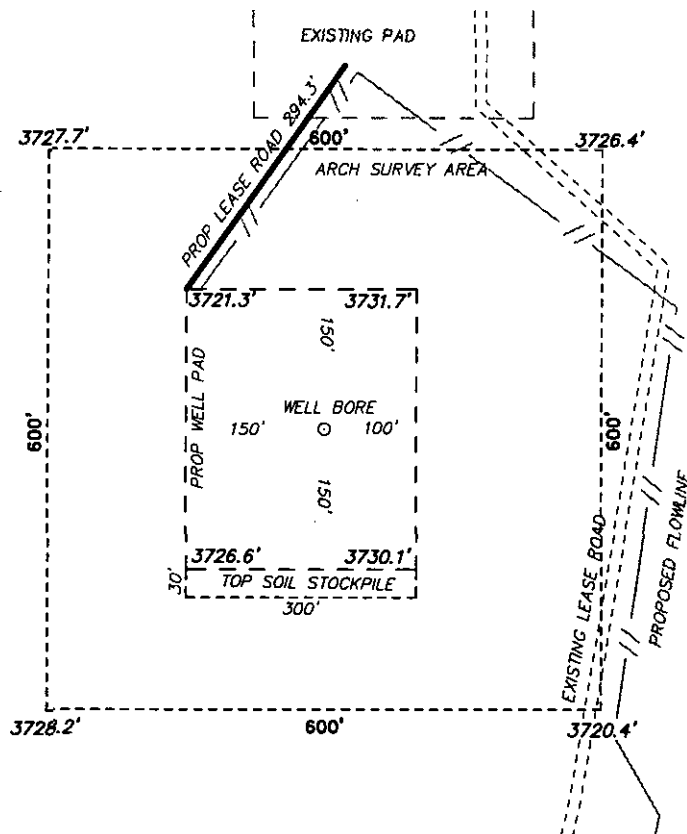 EXISTING PAD
3727.7'
600'
3726.4'
PROP LEASE ROAD 294.3'
ARCH SURVEY AREA
3721.3'
3731.7'
150'
PROP WELL PAD
WELL BORE
150'
100'
600'
600'
150'
3726.6'
3730.1'
30'
TOP SOIL STOCKPILE
300'
EXISTING LEASE ROAD
PROPOSED FLOWLINE
3728.2'
600'
3720.4'